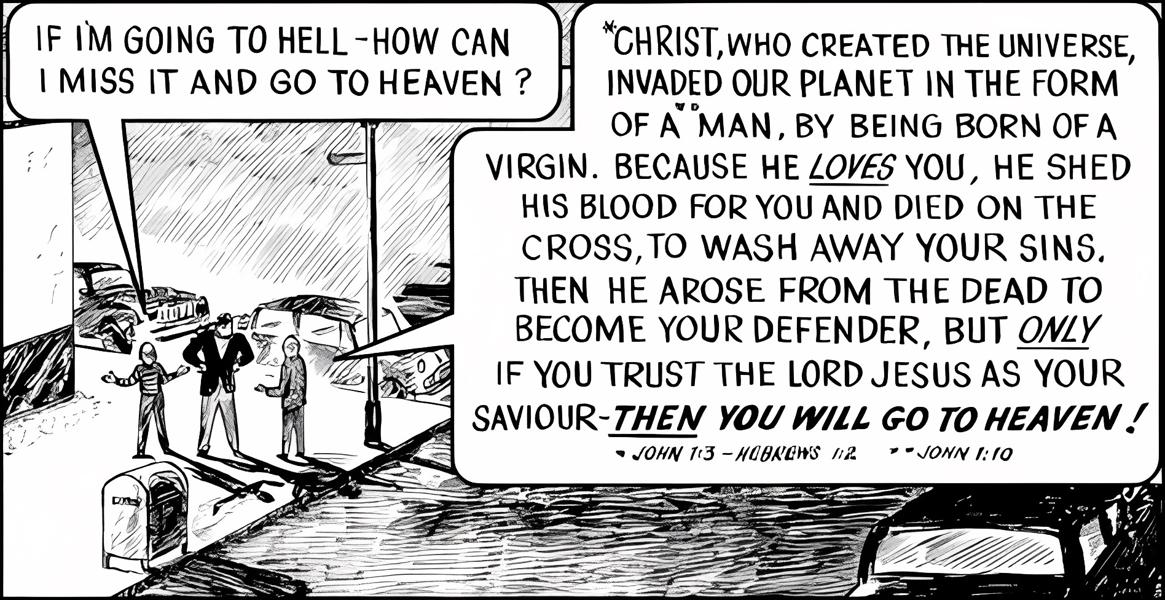 IF I'M GOING TO HELL-HOW CAN
I MISS IT AND GO TO HEAVEN ?
*CHRIST, WHO CREATED THE UNIVERSE,
INVADED OUR PLANET IN THE FORM
OF A **MAN, BY BEING BORN OF A
VIRGIN. BECAUSE HE LOVES YOU, HE SHED
HIS BLOOD FOR YOU AND DIED ON THE
CROSS, TO WASH AWAY YOUR SINS.
THEN HE AROSE FROM THE DEAD TO
BECOME YOUR DEFENDER, BUT ONLY
IF YOU TRUST THE LORD JESUS AS YOUR
SAVIOUR-THEN YOU WILL GO TO HEAVEN!
* JOHN 1:3 - HEBREWS 1:2 ** JOHN 1:10